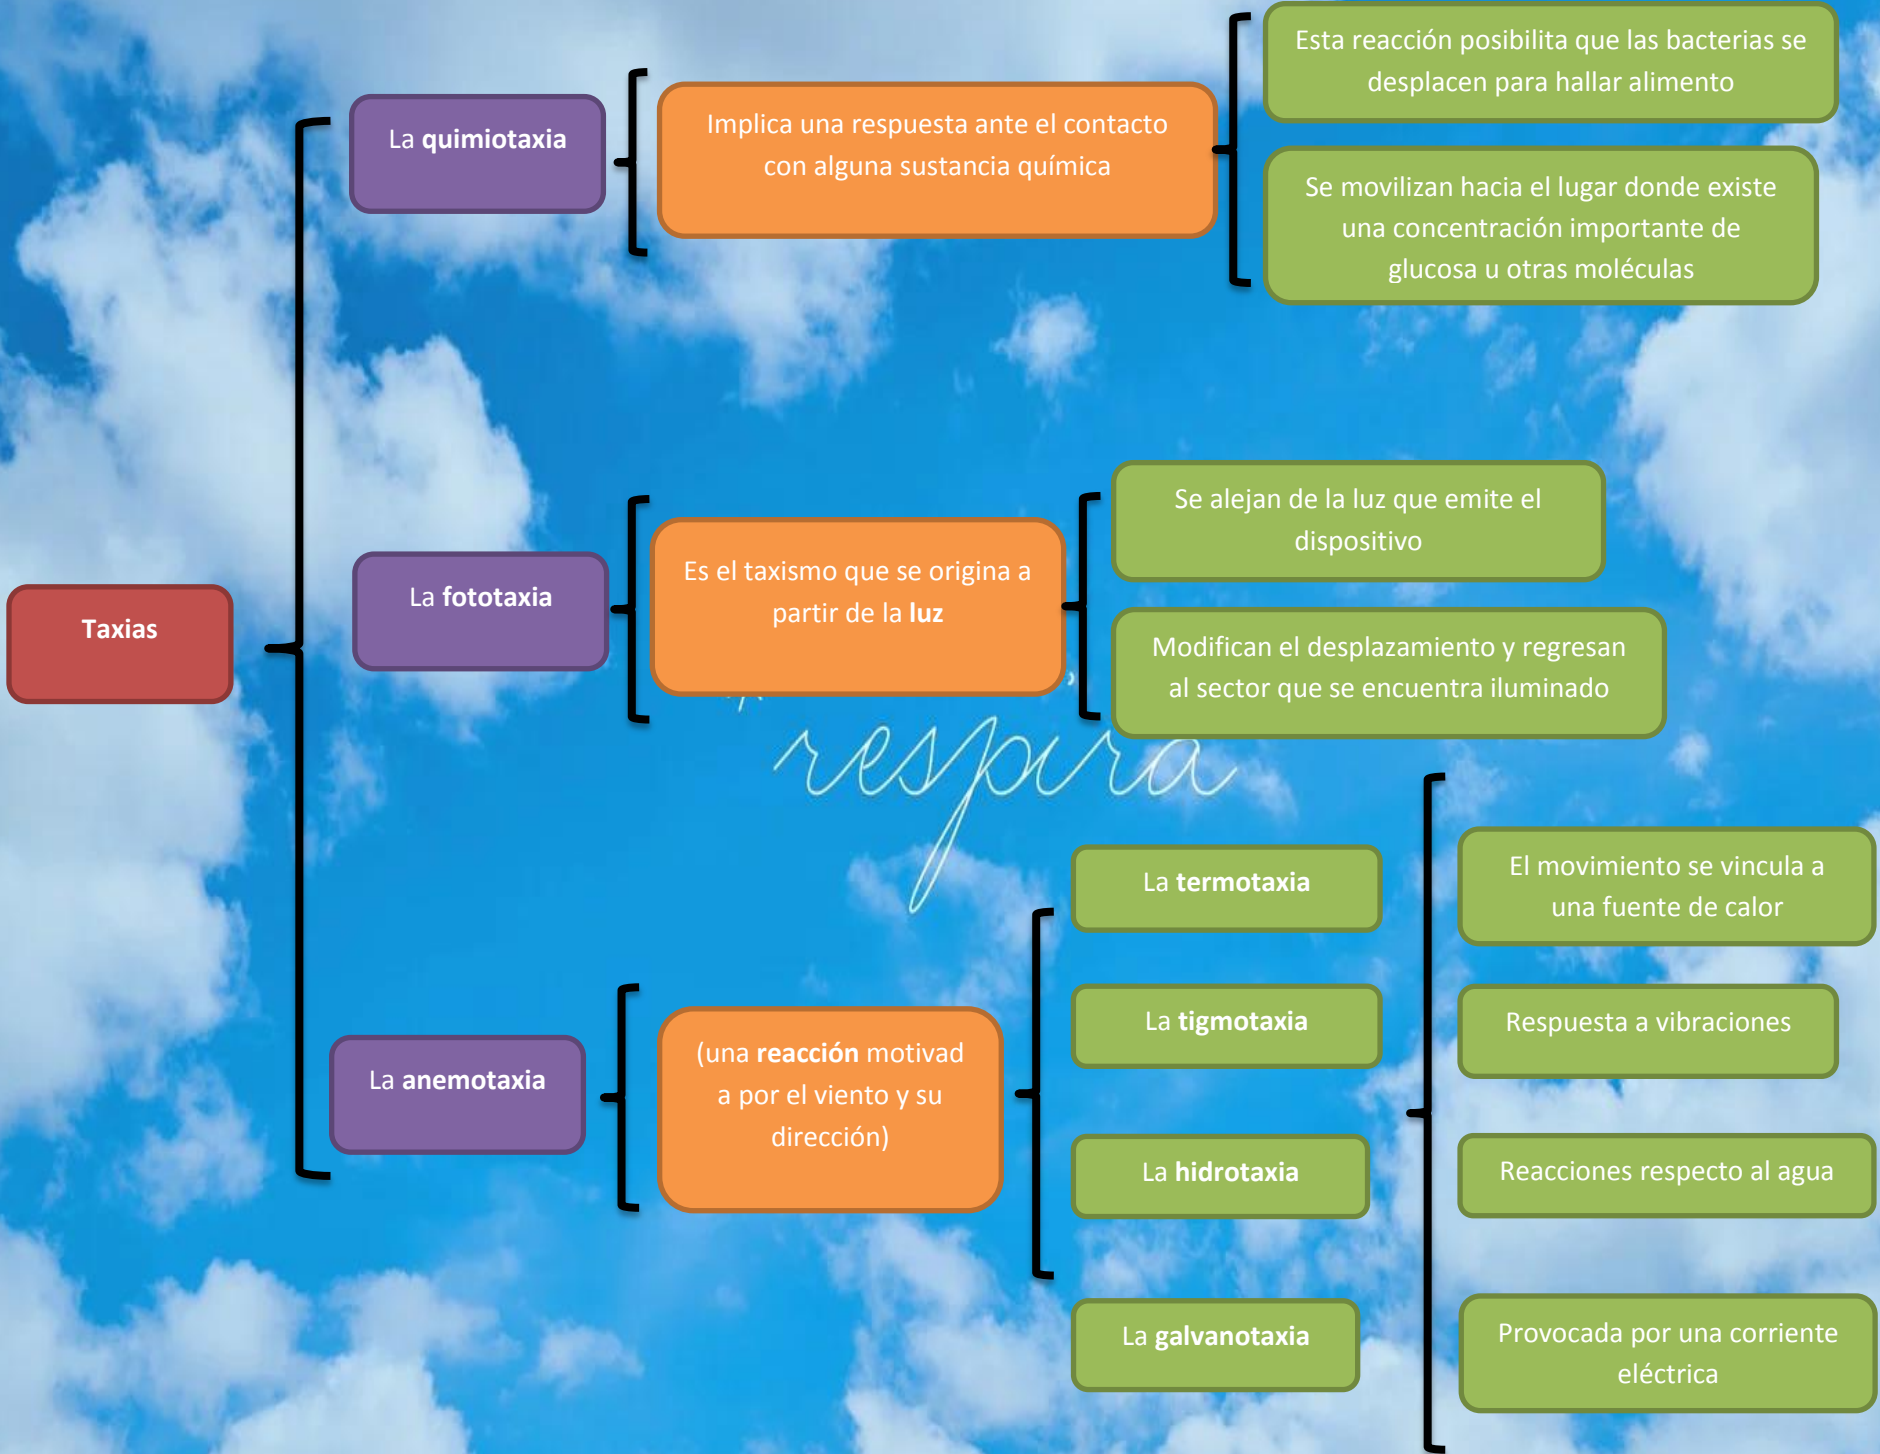 Esta reacción posibilita que las bacterias se
desplacen para hallar alimento
La quimiotaxia
Implica una respuesta ante el contacto
con alguna sustancia química
Se movilizan hacia el lugar donde existe
una concentración importante de
glucosa u otras moléculas
Taxias
La fototaxia
Es el taxismo que se origina a
partir de la luz
Se alejan de la luz que emite el
dispositivo
Modifican el desplazamiento y regresan
al sector que se encuentra iluminado
respira
La anemotaxia
(una reacción motivad
a por el viento y su
dirección)
La termotaxia
El movimiento se vincula a
una fuente de calor
La tigmotaxia
Respuesta a vibraciones
La hidrotaxia
Reacciones respecto al agua
La galvanotaxia
Provocada por una corriente
eléctrica